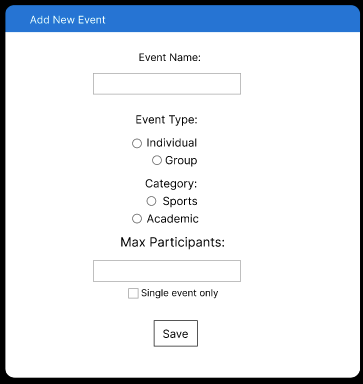 Add New Event
Event Name:
Event Type:
Individual
Group
Category:
Sports
Academic
Max Participants:
Single event only
Save